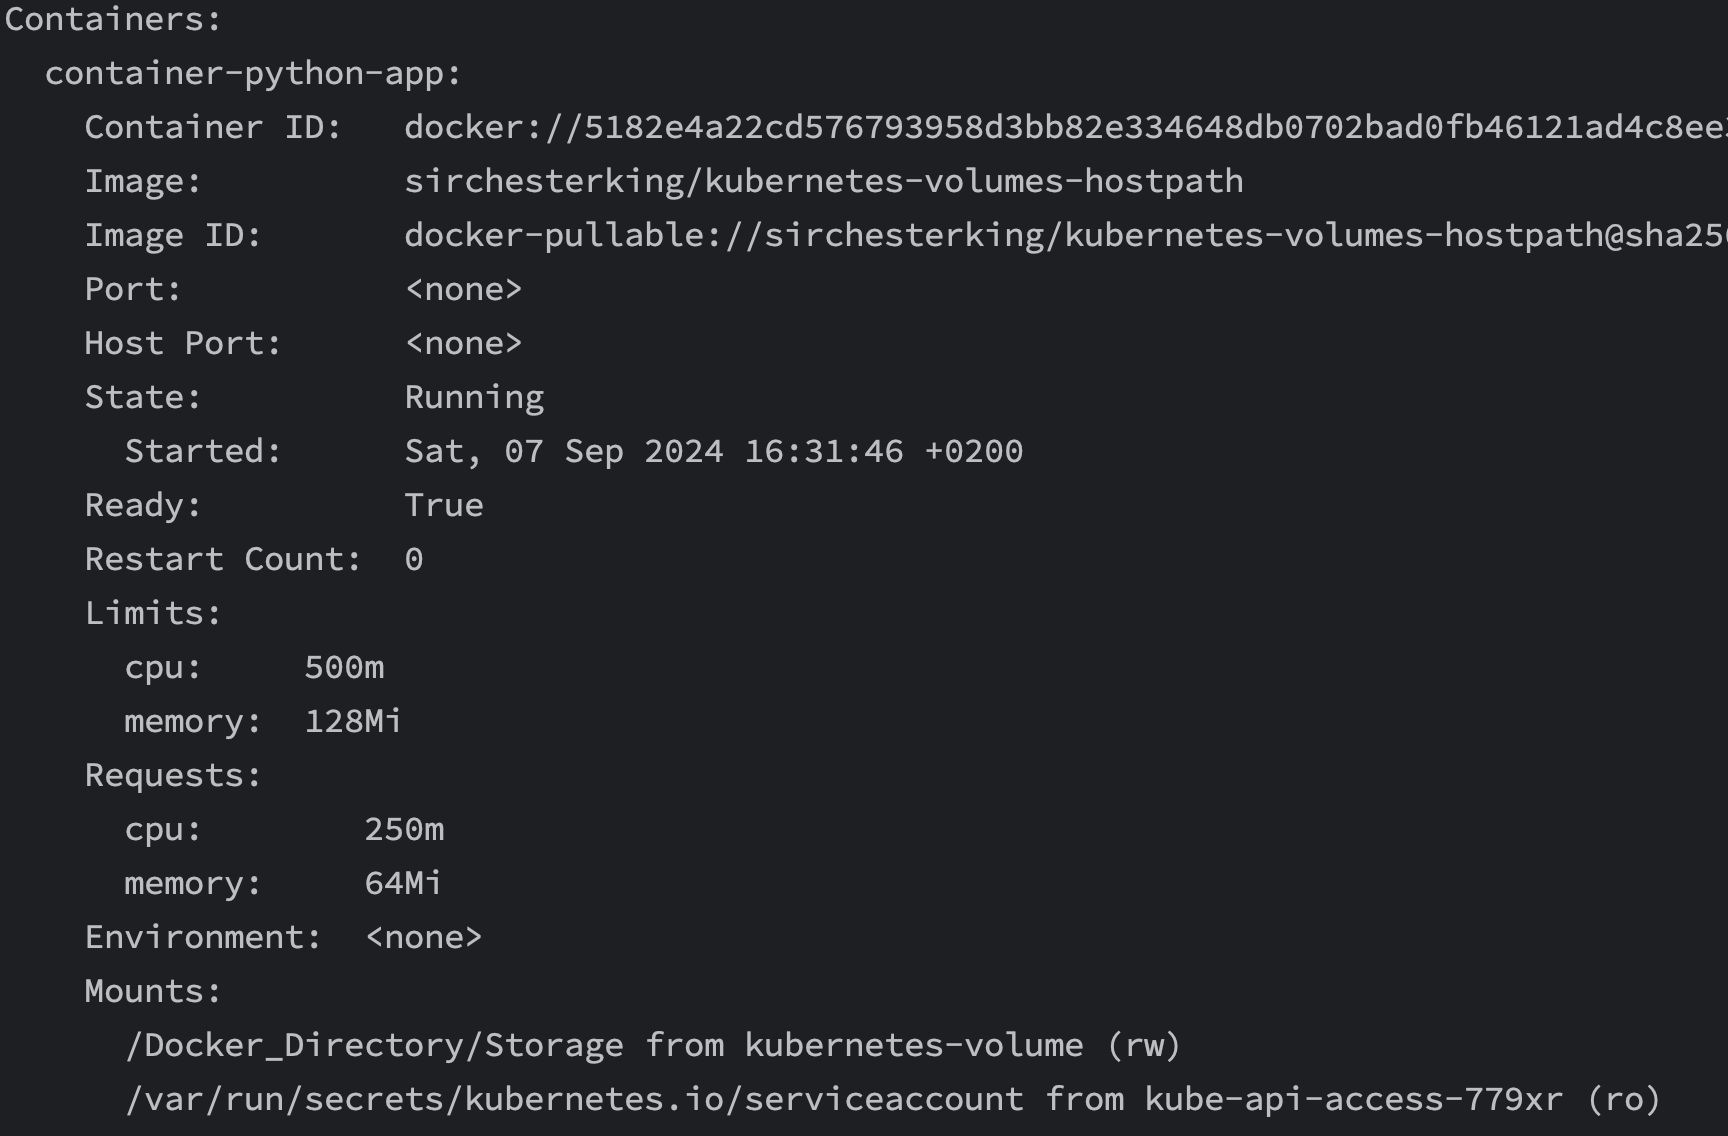 Containers:
  container-python-app:
    Container ID:   docker://5182e4a22cd576793958d3bb82e334648db0702bad0fb46121ad4c8ee
    Image:          sirchesterking/kubernetes-volumes-hostpath
    Image ID:       docker-pullable://sirchesterking/kubernetes-volumes-hostpath@sha25
    Port:           <none>
    Host Port:      <none>
    State:          Running
      Started:      Sat, 07 Sep 2024 16:31:46 +0200
    Ready:          True
    Restart Count:  0
    Limits:
      cpu:     500m
      memory:  128Mi
    Requests:
      cpu:        250m
      memory:     64Mi
    Environment:  <none>
    Mounts:
      /Docker_Directory/Storage from kubernetes-volume (rw)
      /var/run/secrets/kubernetes.io/serviceaccount from kube-api-access-779xr (ro)